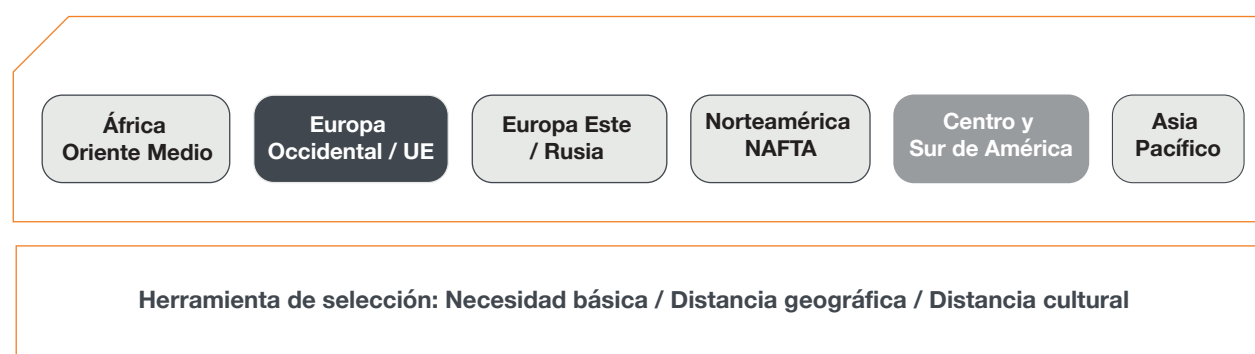 África
Oriente Medio
Europa
Occidental / UE
Europa Este
/ Rusia
Norteamérica
NAFTA
Centro y
Sur de América
Asia
Pacífico
Herramienta de selección: Necesidad básica / Distancia geográfica / Distancia cultural